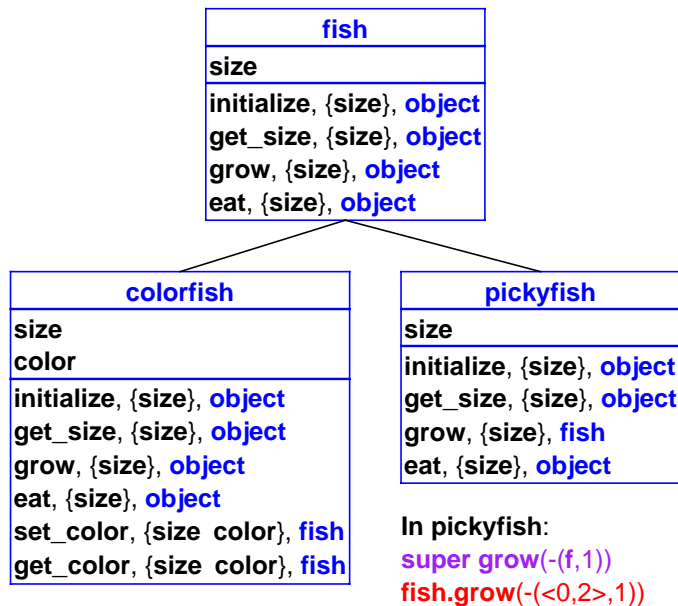 fish
size
initialize, {size}, object
get_size, {size}, object
grow, {size}, object
eat, {size}, object
colorfish
size
color
initialize, {size}, object
get_size, {size}, object
grow, {size}, object
eat, {size}, object
set_color, {size color}, fish
get_color, {size color}, fish
pickyfish
size
initialize, {size}, object
get_size, {size}, object
grow, {size}, fish
eat, {size}, object
In pickyfish:
super grow(-(f,1))
fish.grow(-(<0,2>,1))